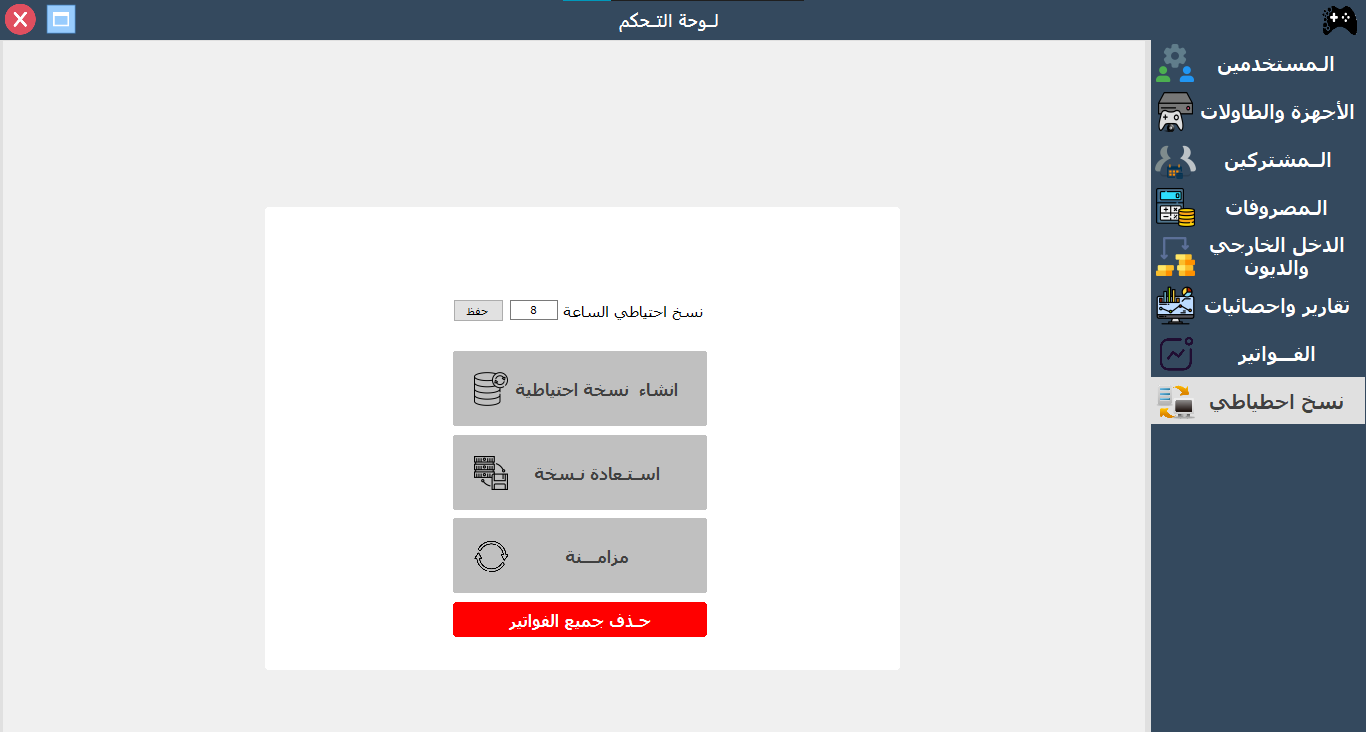 لـوحة التـحكم
الـمستخدمين
الأجهزة والطاولات
الــمشتركين
الـمصروفات
الدخل الخارجي
والديون
تقارير واحصائيات
الفـــواتير
نسخ احطياطي
نسخ احتياطي الساعة 8 حفظ
انشاء نسخة احتياطية
اسـتـعادة نـسخة
مزامـــنة
حـذف جميع الفواتير